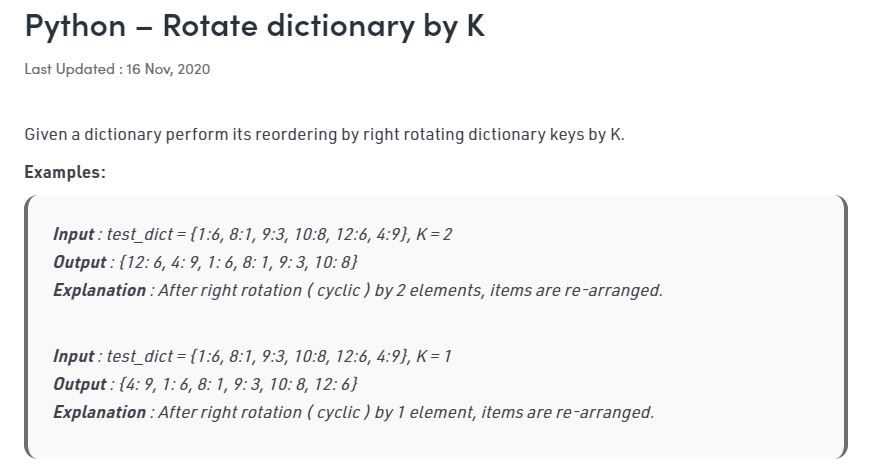 Python – Rotate dictionary by K
Last Updated : 16 Nov, 2020
Given a dictionary perform its reordering by right rotating dictionary keys by K.
Examples:
Input : test_dict = {1:6, 8:1, 9:3, 10:8, 12:6, 4:9}, K = 2
Output : {12: 6, 4: 9, 1: 6, 8: 1, 9: 3, 10: 8}
Explanation : After right rotation ( cyclic ) by 2 elements, items are re-arranged.
Input : test_dict = {1:6, 8:1, 9:3, 10:8, 12:6, 4:9}, K = 1
Output : {4: 9, 1: 6, 8: 1, 9: 3, 10: 8, 12: 6}
Explanation : After right rotation ( cyclic ) by 1 element, items are re-arranged.